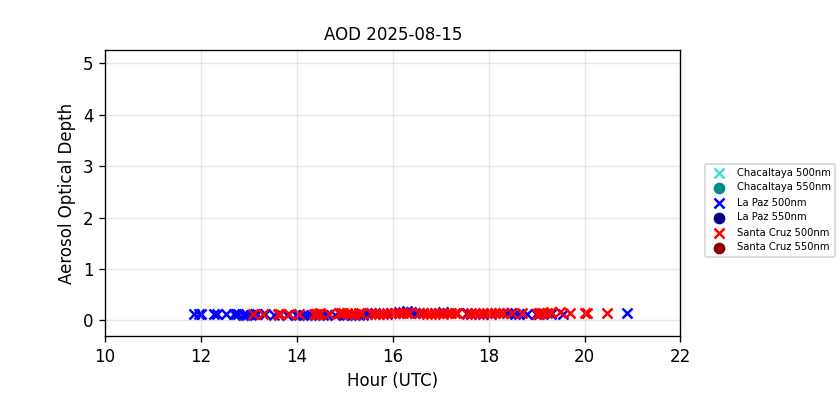 AOD 2025-08-15
Aerosol Optical Depth
5
4
3
2
1
0
10 12 14 16 18 20 22
Hour (UTC)
Chacaltaya 500nm
Chacaltaya 550nm
La Paz 500nm
La Paz 550nm
Santa Cruz 500nm
Santa Cruz 550nm